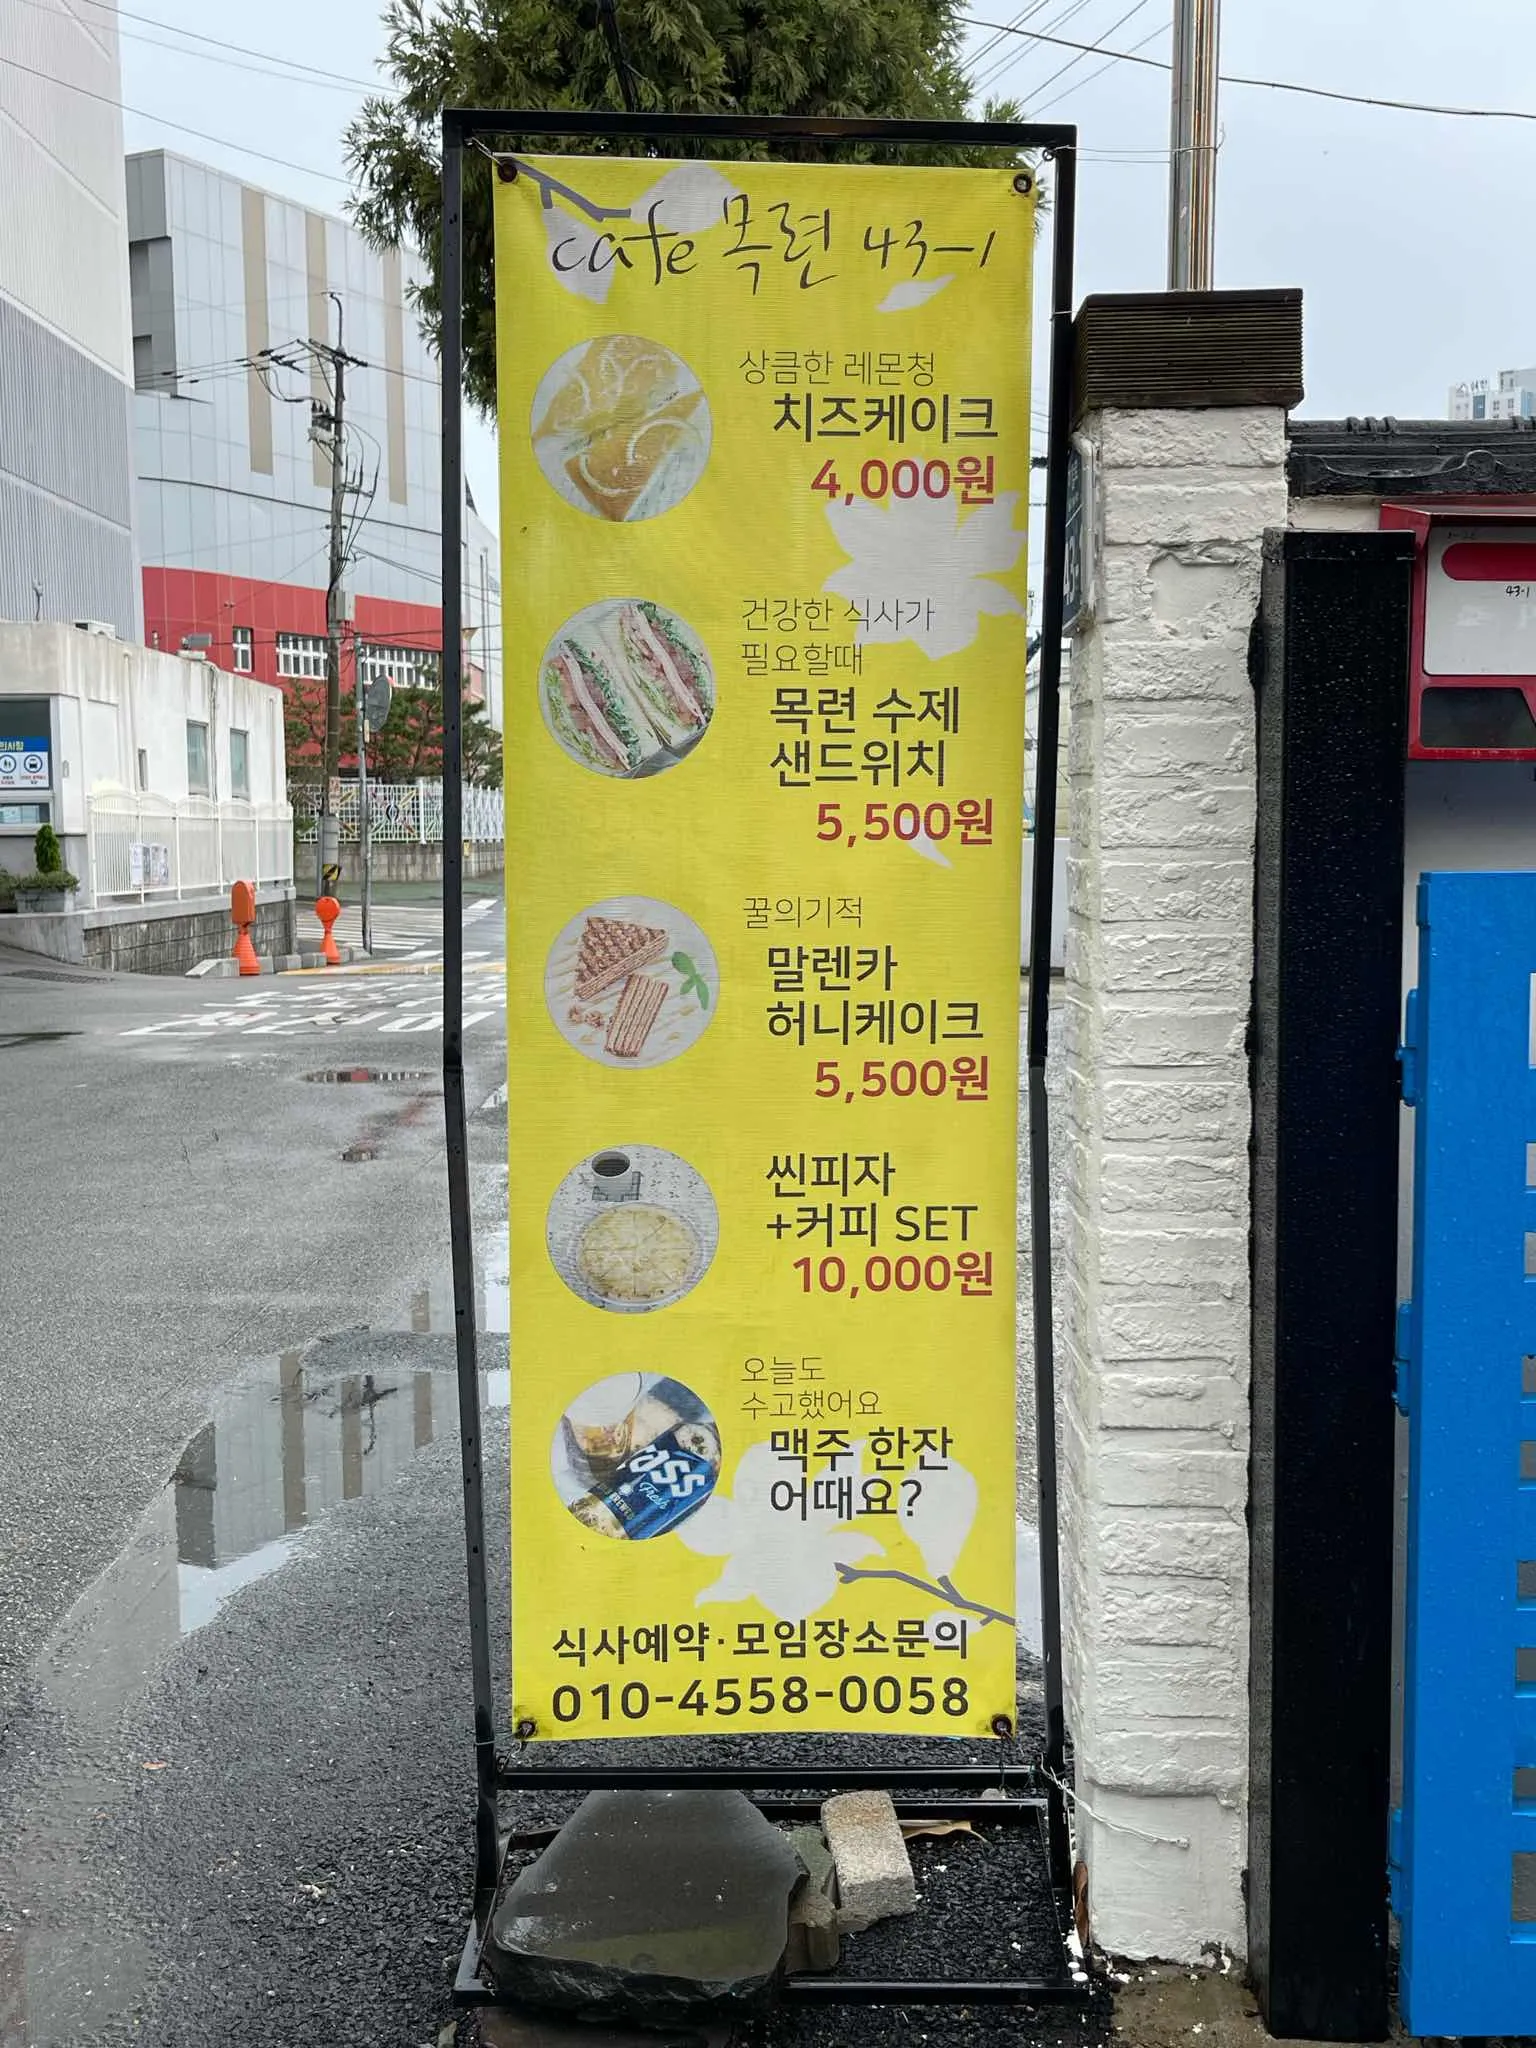 cafe 목련 43-1
상큼한 레몬청
치즈케이크
4,000원
건강한 식사가
필요할때
목련 수제
샌드위치
5,500원
꿀의기적
말렌카
허니케이크
5,500원
씬피자
+커피 SET
10,000원
오늘도
수고했어요
맥주 한잔
어때요?
ass
Fresh
식사예약·모임장소문의
010-4558-0058
43-1